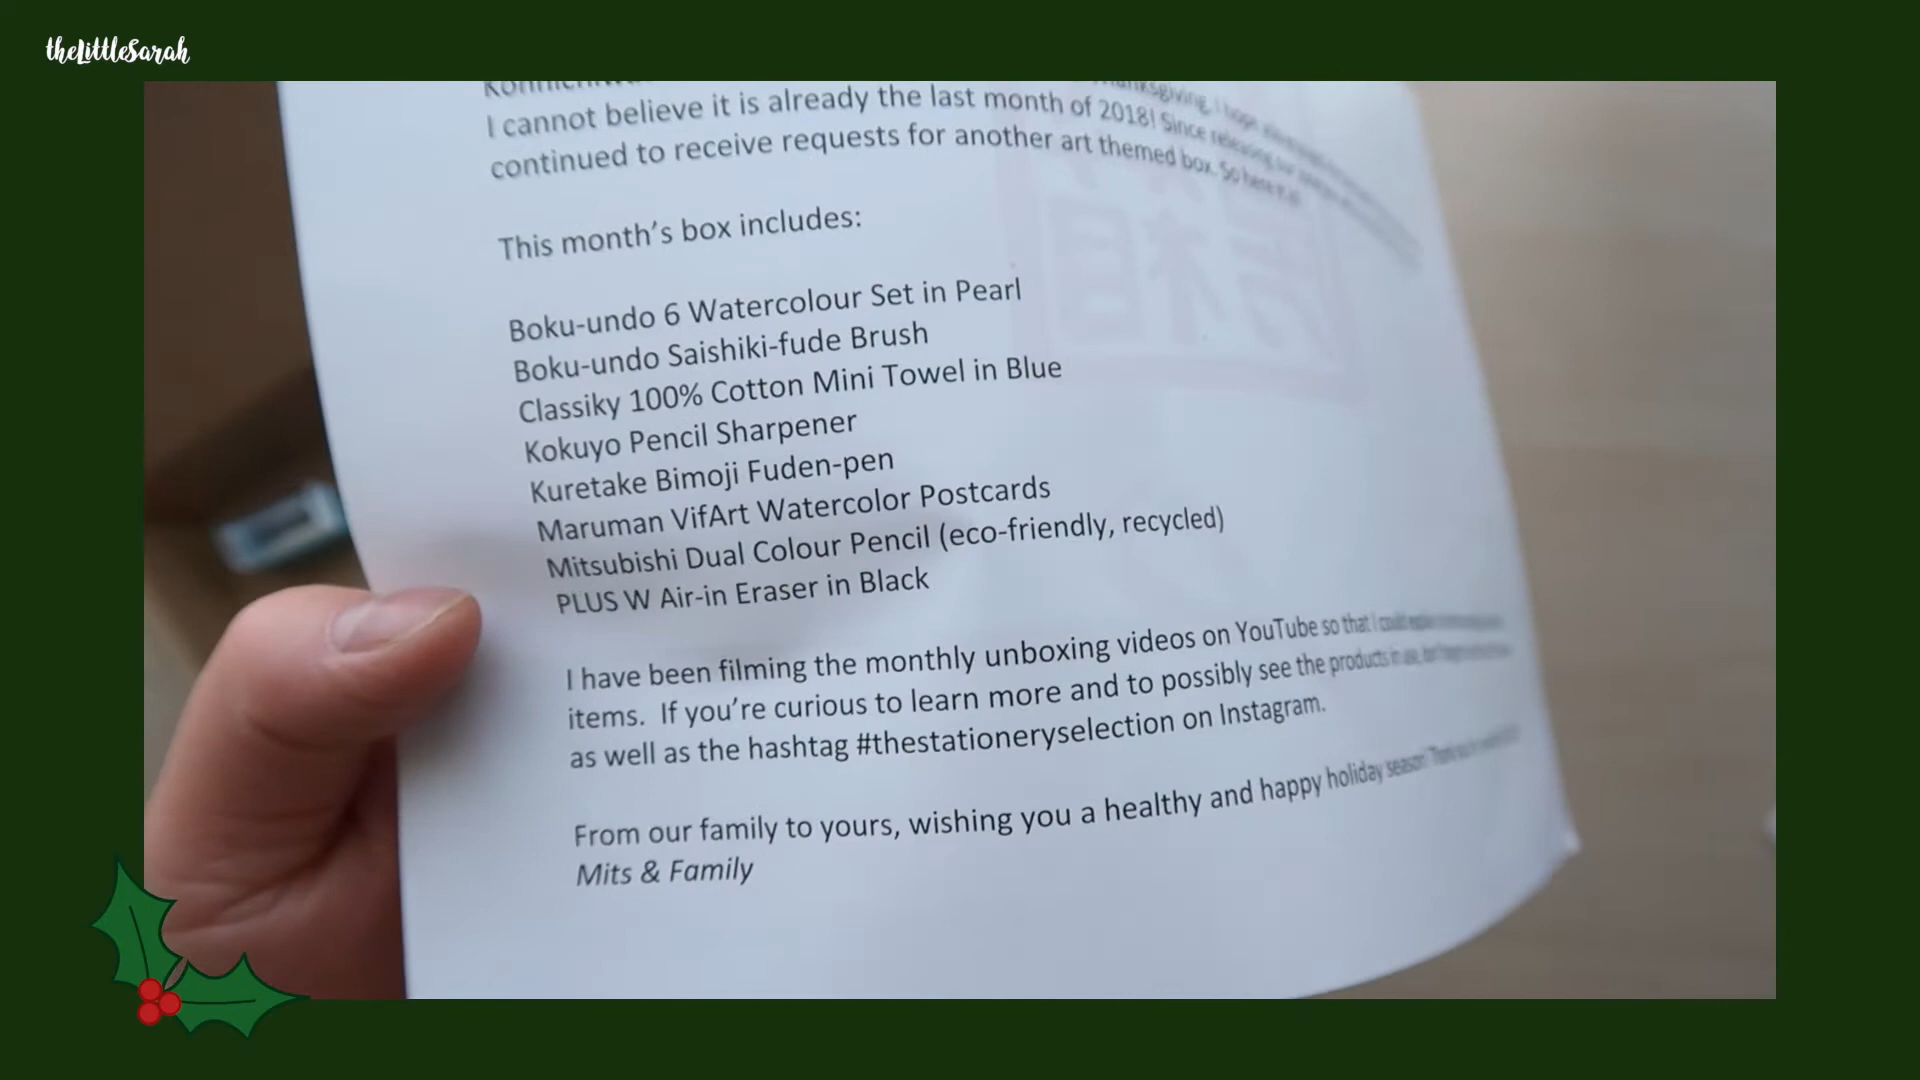 theLittleSarah
I cannot believe it is already the last month of 2018! Since releasing our
continued to receive requests for another art themed box. So here it is
This month's box includes:
Boku-undo 6 Watercolour Set in Pearl
Boku-undo Saishiki-fude Brush
Classiky 100% Cotton Mini Towel in Blue
Kokuyo Pencil Sharpener
Kuretake Bimoji Fuden-pen
Maruman VifArt Watercolor Postcards
Mitsubishi Dual Colour Pencil (eco-friendly, recycled)
PLUS W Air-in Eraser in Black
I have been filming the monthly unboxing videos on YouTube so that I could
items. If you're curious to learn more and to possibly see the products in use,
as well as the hashtag #thestationeryselection on Instagram.
From our family to yours, wishing you a healthy and happy holiday season!
Mits & Family